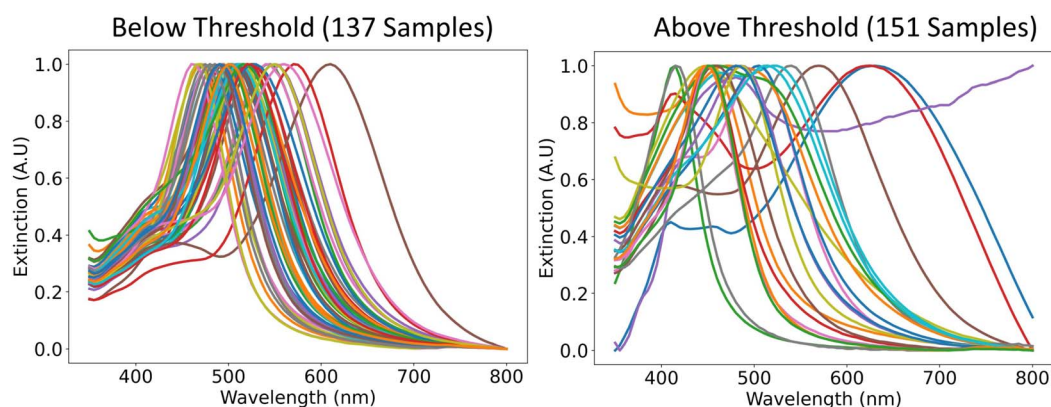 Below Threshold (137 Samples)
1.0
0.8
0.6
0.4
0.2
0.0
Extinction (A.U)
400 500 600 700 800
Wavelength (nm)
Above Threshold (151 Samples)
1.0
0.8
0.6
0.4
0.2
0.0
Extinction (A.U)
400 500 600 700 800
Wavelength (nm)